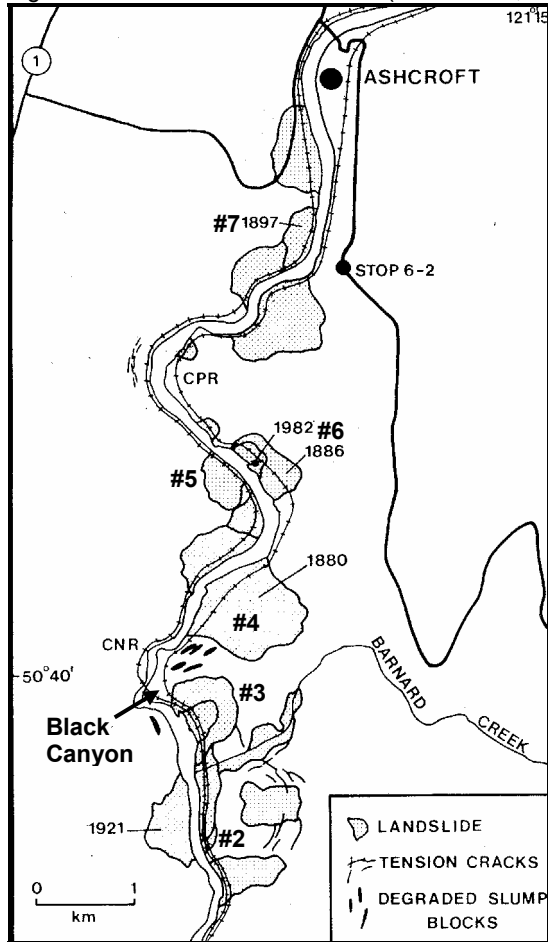 121°15
1
ASHCROFT
#7 1897
STOP 6-2
CPR
1982 #6
1886
#5
1880
#4
CNR
BARNARD
CREEK
50°40'
#3
Black
Canyon
1921
#2
0 1
km
LANDSLIDE
TENSION CRACKS
DEGRADED SLUMP
BLOCKS